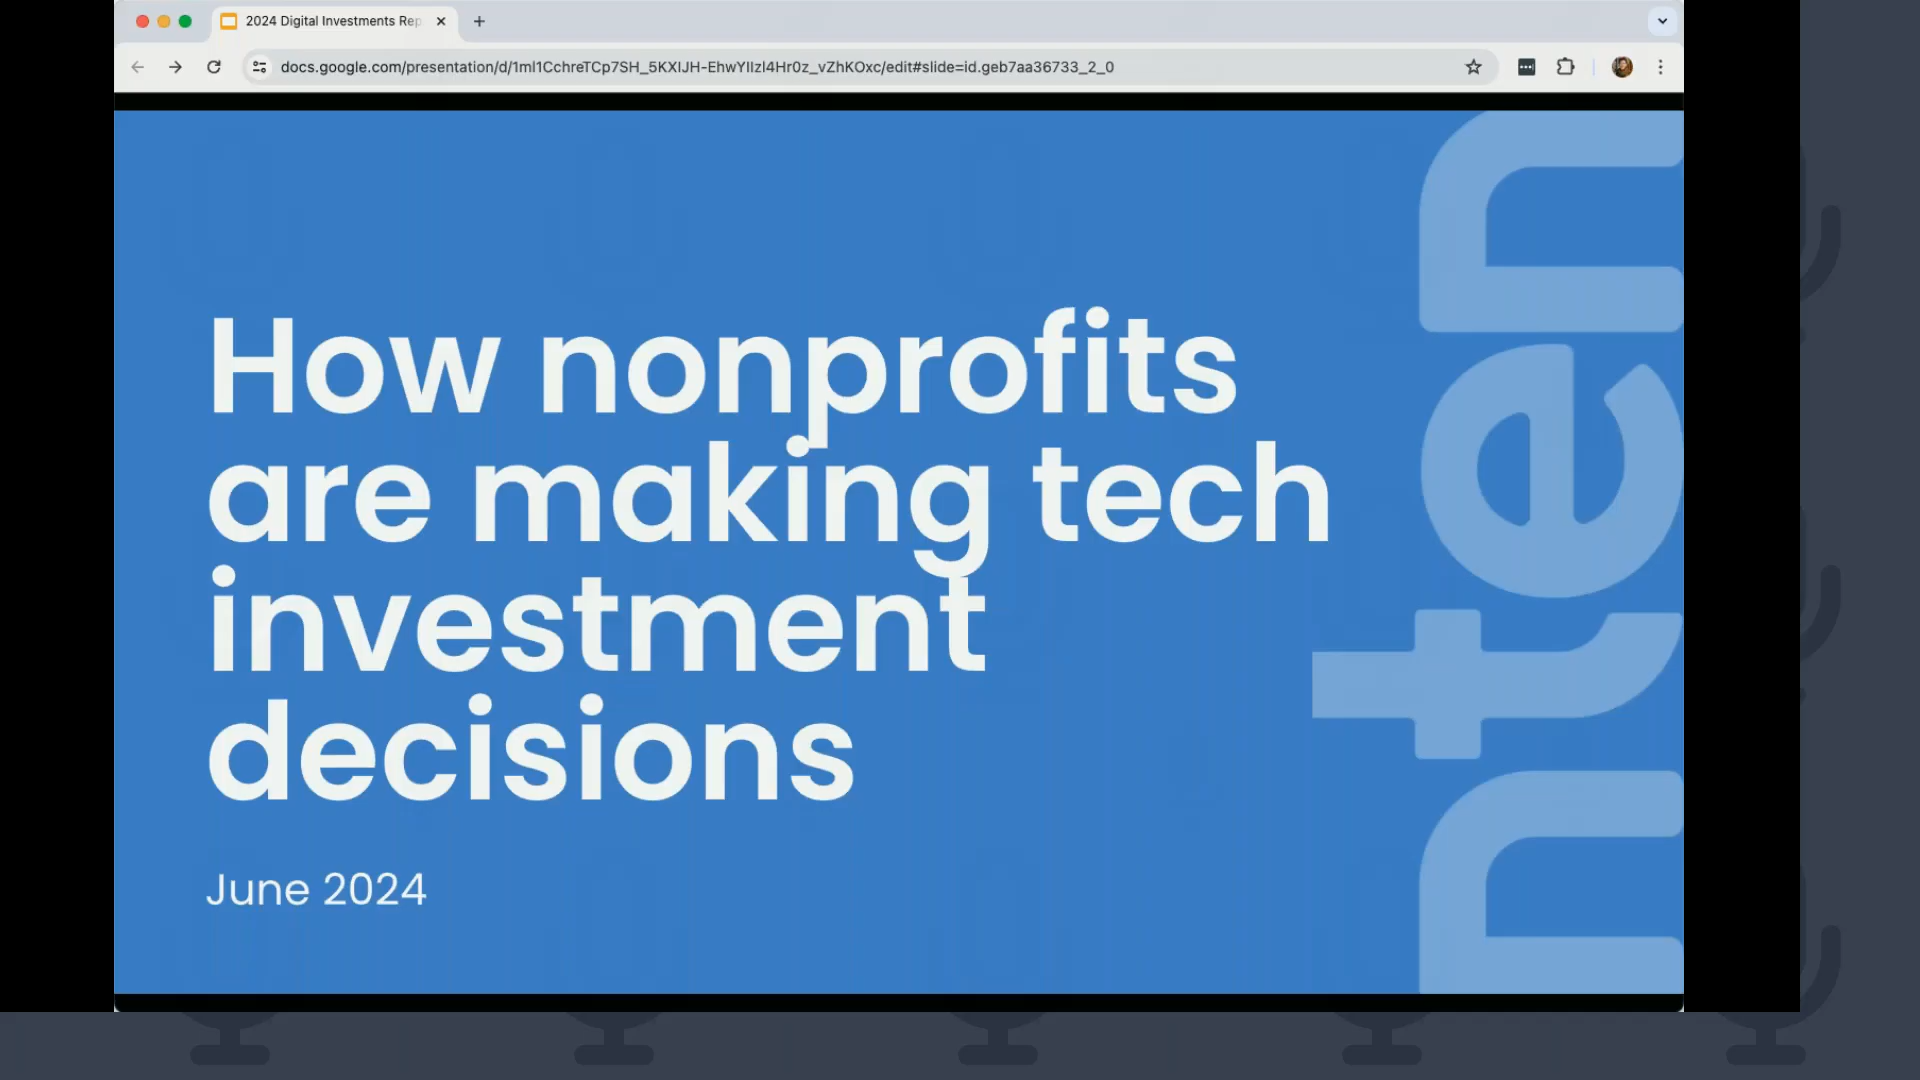 2024 Digital Investments Rep
docs.google.com/presentation/d/1ml1CchreTCp7SH_5KXIJH-EhwYIIzl4Hr0z_vZhKOxc/edit#slide=id.geb7aa36733_2_0
How nonprofits
are making tech
investment
decisions
June 2024
nten